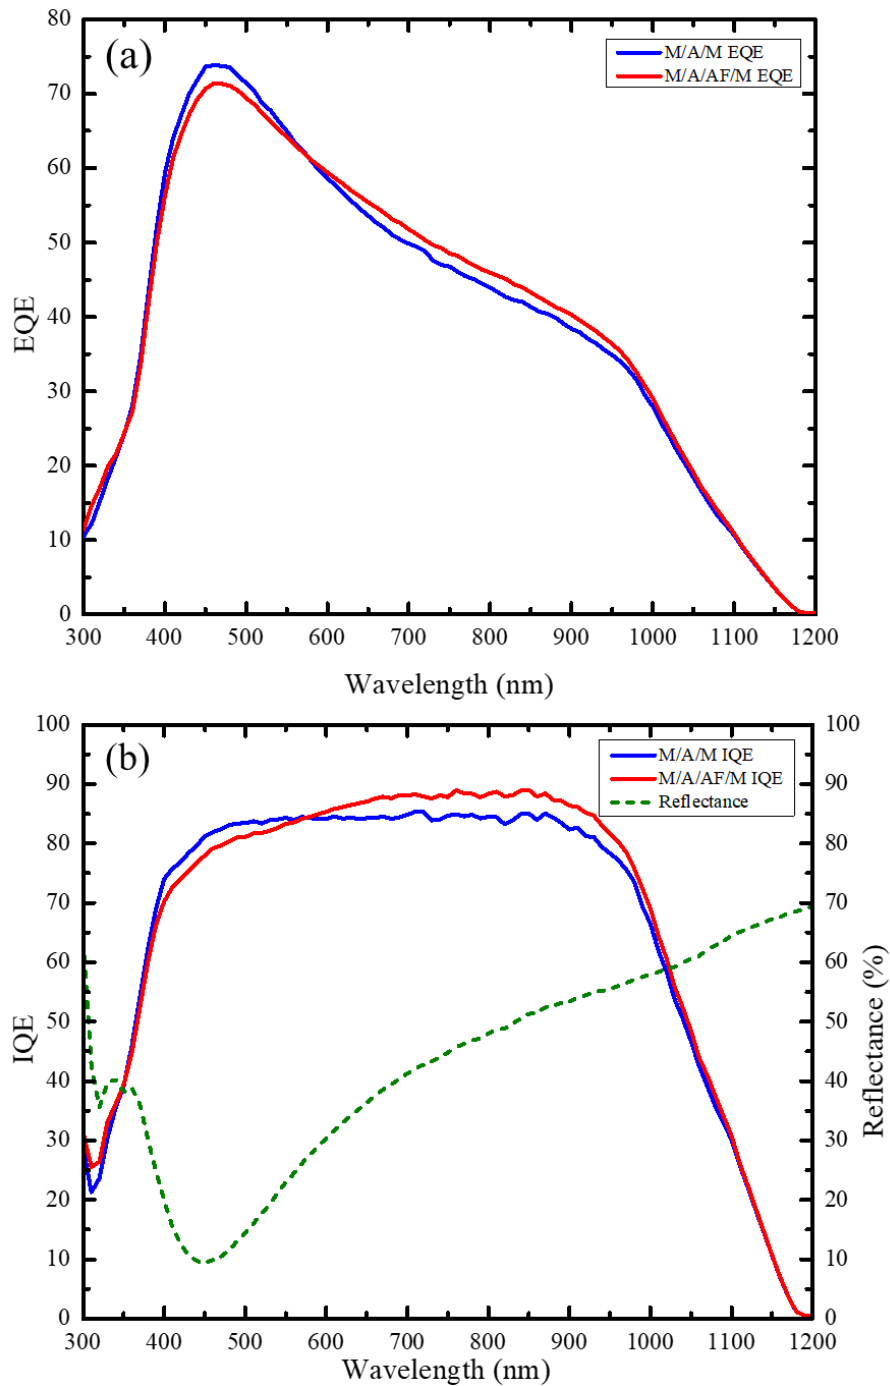 80
70
60
50
40
30
20
10
0
EQE
(a)
M/A/M EQE
M/A/AF/M EQE
300 400 500 600 700 800 900 1000 1100 1200
Wavelength (nm)
100
90
80
70
60
50
40
30
20
10
0
IQE
(b)
M/A/M IQE
M/A/AF/M IQE
Reflectance
100
90
80
70
60
50
40
30
20
10
0
Reflectance (%)
300 400 500 600 700 800 900 1000 1100 1200
Wavelength (nm)